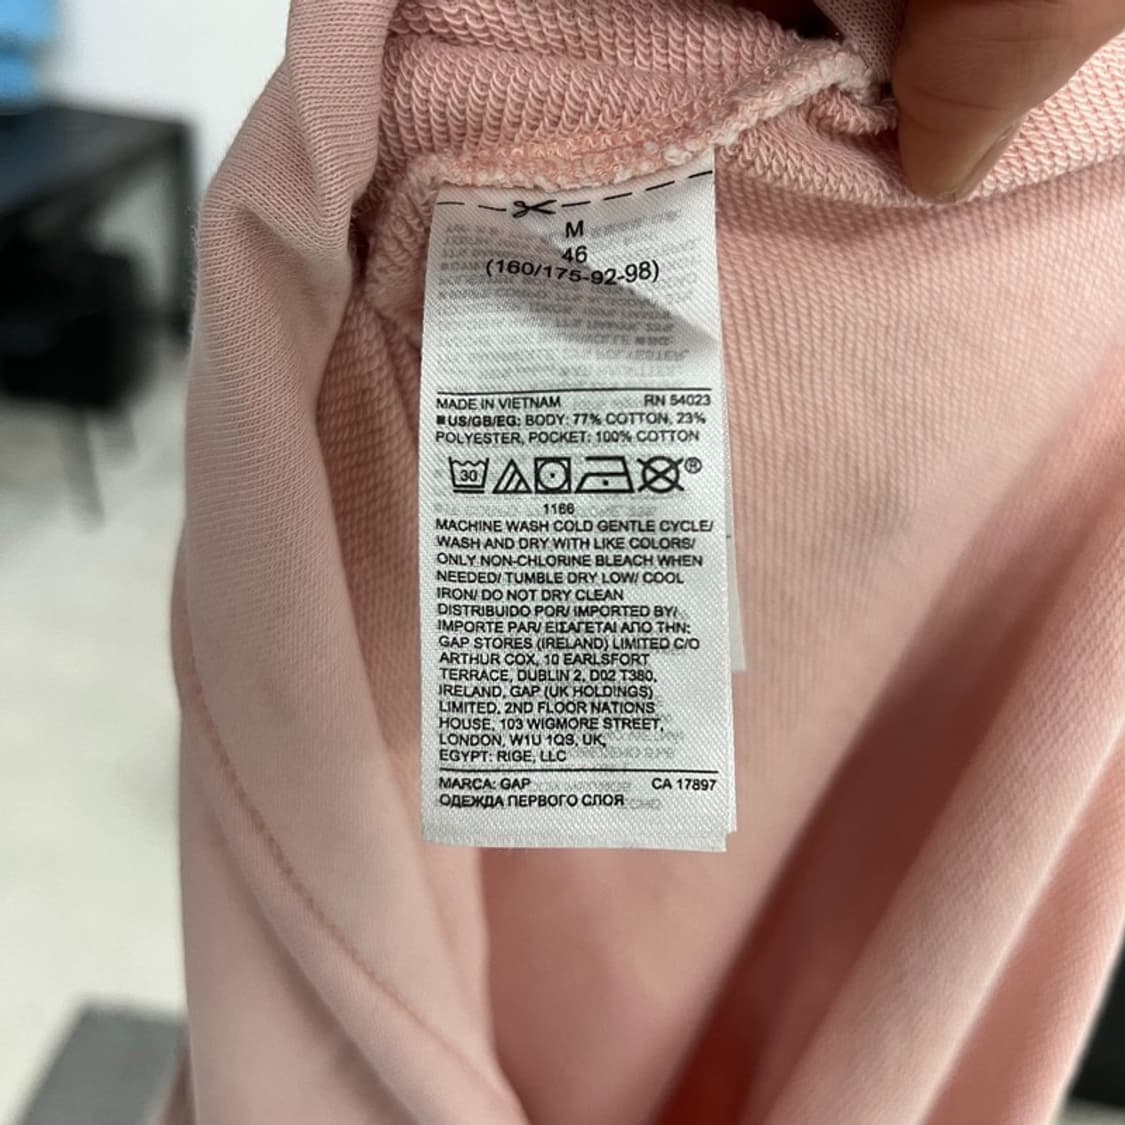 M
46
(160/175-92-98)
MADE IN VIETNAM RN 54023
■US/GB/EG: BODY: 77% COTTON, 23%
POLYESTER, POCKET: 100% COTTON
30 ®
1166
MACHINE WASH COLD GENTLE CYCLE/
WASH AND DRY WITH LIKE COLORS/
ONLY NON-CHLORINE BLEACH WHEN
NEEDED/ TUMBLE DRY LOW/ COOL
IRON/ DO NOT DRY CLEAN
DISTRIBUIDO POR/ IMPORTED BY/
IMPORTE PAR/ ΕΙΣΑΓΕΤΑΙ ΑΠΟ ΤΗΝ:
GAP STORES (IRELAND) LIMITED C/O
ARTHUR COX, 10 EARLSFORT
TERRACE, DUBLIN 2, D02 T380,
IRELAND, GAP (UK HOLDINGS)
LIMITED, 2ND FLOOR NATIONS
HOUSE, 103 WIGMORE STREET,
LONDON, W1U 1QS, UK,
EGYPT: RIGE, LLC
MARCA: GAP CA 17897
ОДЕЖДА ПЕРВОГО СЛОЯ